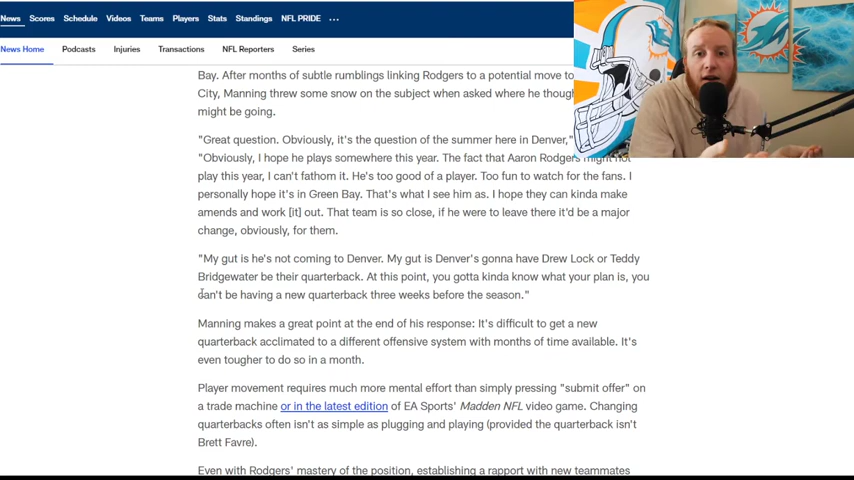 News Scores Schedule Videos Teams Players Stats Standings NFL PRIDE ...
News Home Podcasts Injuries Transactions NFL Reporters Series
Bay. After months of subtle rumblings linking Rodgers to a potential move to
City, Manning threw some snow on the subject when asked where he
might be going.
"Great question. Obviously, it's the question of the summer here in Denver,"
"Obviously, I hope he plays somewhere this year. The fact that Aaron Rodgers might not
play this year, I can't fathom it. He's too good of a player. Too fun to watch for the fans. I
personally hope it's in Green Bay. That's what I see him as. I hope they can kinda make
amends and work [it] out. That team is so close, if he were to leave there it'd be a major
change, obviously, for them.
"My gut is he's not coming to Denver. My gut is Denver's gonna have Drew Lock or Teddy
Bridgewater be their quarterback. At this point, you gotta kinda know what your plan is, you
can't be having a new quarterback three weeks before the season."
Manning makes a great point at the end of his response: It's difficult to get a new
quarterback acclimated to a different offensive system with months of time available. It's
even tougher to do so in a month.
Player movement requires much more mental effort than simply pressing "submit offer" on
a trade machine or in the latest edition of EA Sports' Madden NFL video game. Changing
quarterbacks often isn't as simple as plugging and playing (provided the quarterback isn't
Brett Favre).
Even with Rodgers' mastery of the position, establishing a rapport with new teammates